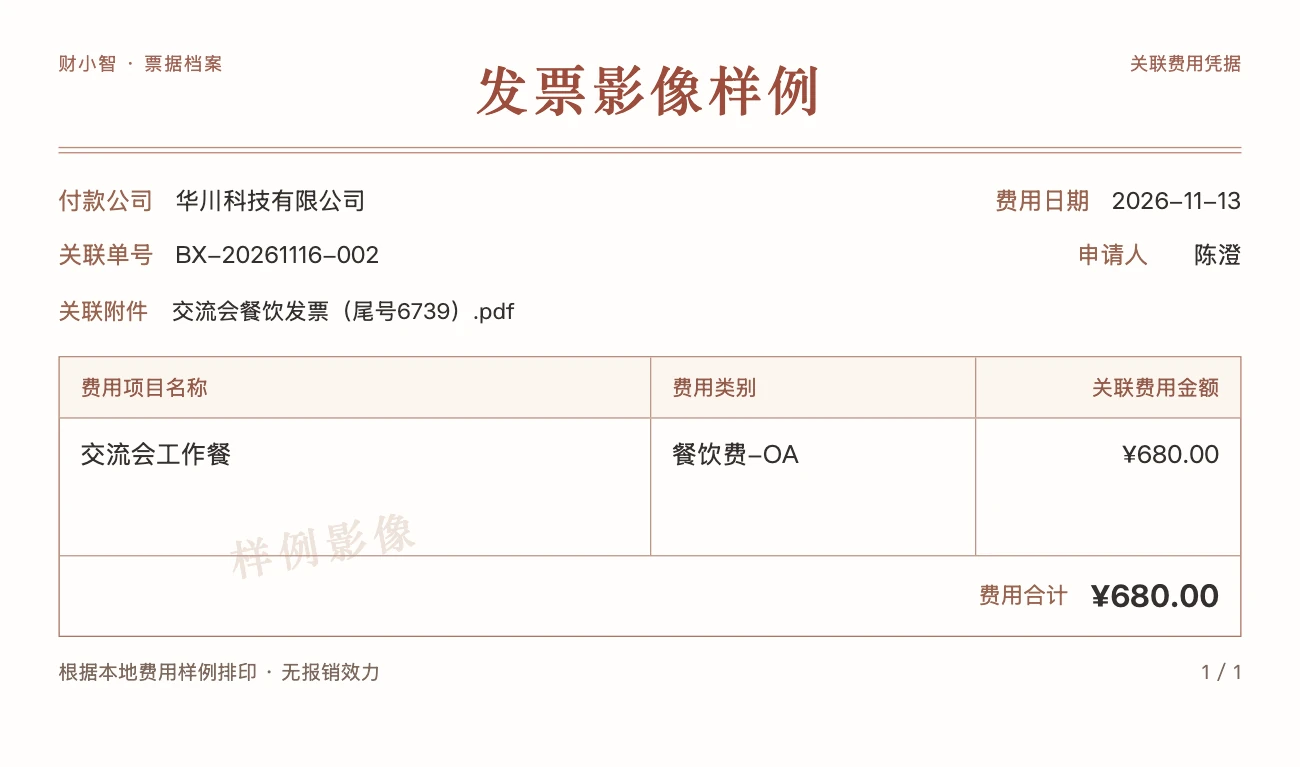 财小智 · 票据档案
发票影像样例
关联费用凭据
付款公司 华川科技有限公司
费用日期 2026–11–13
关联单号 BX–20261116–002
申请人 陈澄
关联附件 交流会餐饮发票（尾号6739）.pdf
费用项目名称 费用类别 关联费用金额
交流会工作餐 餐饮费–OA ¥680.00
样例影像
费用合计 ¥680.00
根据本地费用样例排印 · 无报销效力
1 / 1